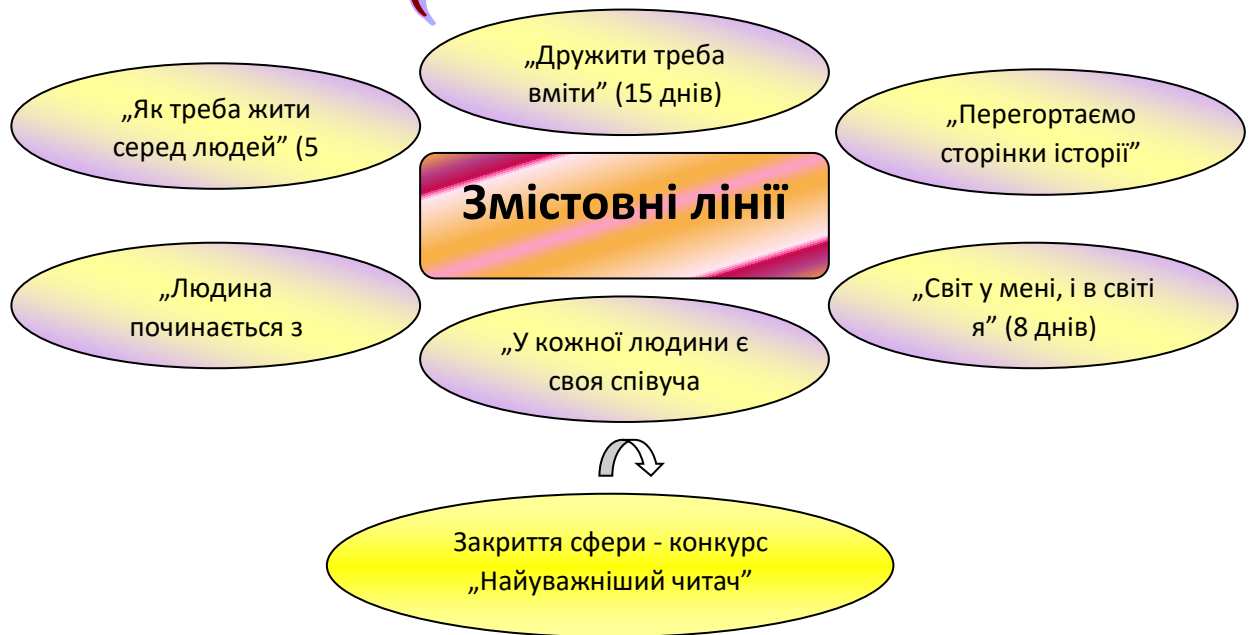 „Дружити треба
вміти” (15 днів)
„Як треба жити
серед людей” (5
„Перегортаємо
сторінки історії”
Змістовні лінії
„Людина
починається з
„У кожної людини є
своя співуча
„Світ у мені, і в світі
я” (8 днів)
Закриття сфери - конкурс
„Найуважніший читач”